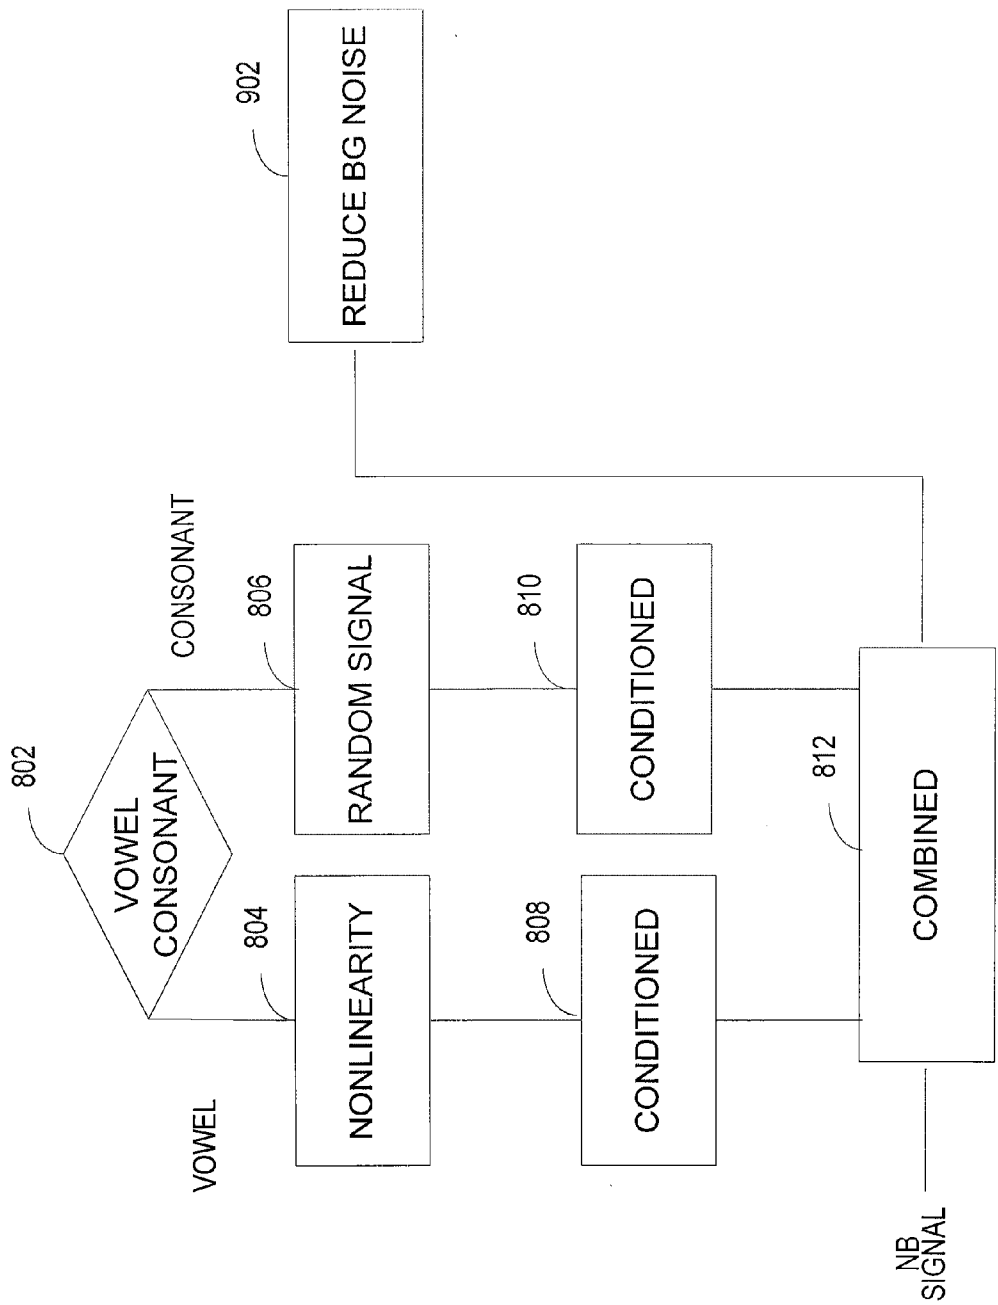 802
VOWEL
CONSONANT
VOWEL
CONSONANT
804
NONLINEARITY
806
RANDOM SIGNAL
808
CONDITIONED
810
CONDITIONED
NB
SIGNAL
812
COMBINED
902
REDUCE BG NOISE